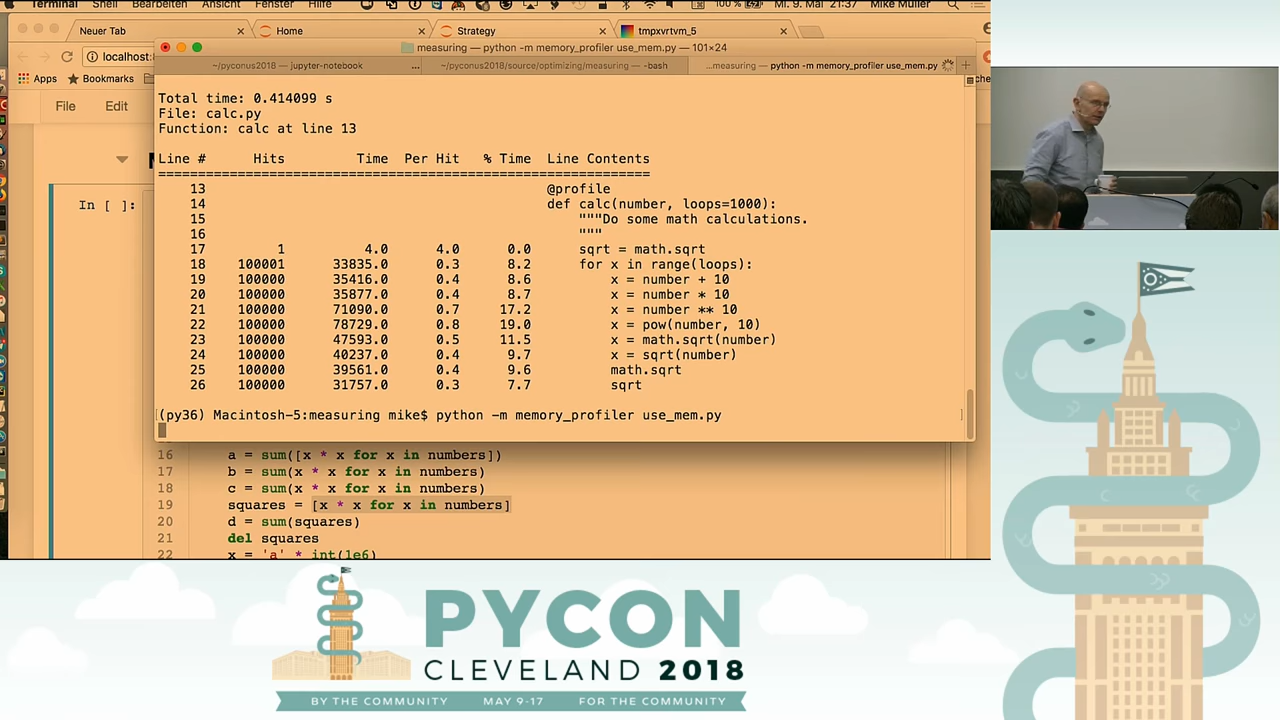 Terminal Shell Bearbeiten Ansicht Fenster Hilfe 100 % Mi. 9. Mai 21:37 Mike Müller
Neuer Tab × Home × Strategy × tmpxvrtvm_5 ×
measuring — python -m memory_profiler use_mem.py — 101×24
localhost:
~/pyconus2018 — jupyter-notebook ... ~/pyconus2018/source/optimizing/measuring — -bash ...measuring — python -m memory_profiler use_mem.py +
Apps Bookmarks
File Edit
Total time: 0.414099 s
File: calc.py
Function: calc at line 13
Line # Hits Time Per Hit % Time Line Contents
==============================================================
13 @profile
14 def calc(number, loops=1000):
15 """Do some math calculations.
16 """
17 1 4.0 4.0 0.0 sqrt = math.sqrt
18 100001 33835.0 0.3 8.2 for x in range(loops):
19 100000 35416.0 0.4 8.6 x = number + 10
20 100000 35877.0 0.4 8.7 x = number * 10
21 100000 71090.0 0.7 17.2 x = number ** 10
22 100000 78729.0 0.8 19.0 x = pow(number, 10)
23 100000 47593.0 0.5 11.5 x = math.sqrt(number)
24 100000 40237.0 0.4 9.7 x = sqrt(number)
25 100000 39561.0 0.4 9.6 math.sqrt
26 100000 31757.0 0.3 7.7 sqrt
In [ ]:
(py36) Macintosh-5:measuring mike$ python -m memory_profiler use_mem.py
16 a = sum([x * x for x in numbers])
17 b = sum(x * x for x in numbers)
18 c = sum(x * x for x in numbers)
19 squares = [x * x for x in numbers]
20 d = sum(squares)
21 del squares
22 x = 'a' * int(1e6)
PYCON
CLEVELAND 2018
BY THE COMMUNITY MAY 9-17 FOR THE COMMUNITY